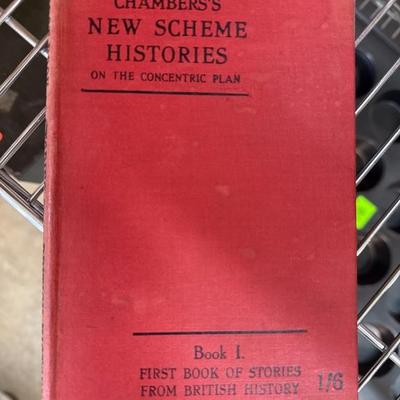 CHAMBERS'S
NEW SCHEME
HISTORIES
ON THE CONCENTRIC PLAN
Book I.
FIRST BOOK OF STORIES
FROM BRITISH HISTORY 1/6